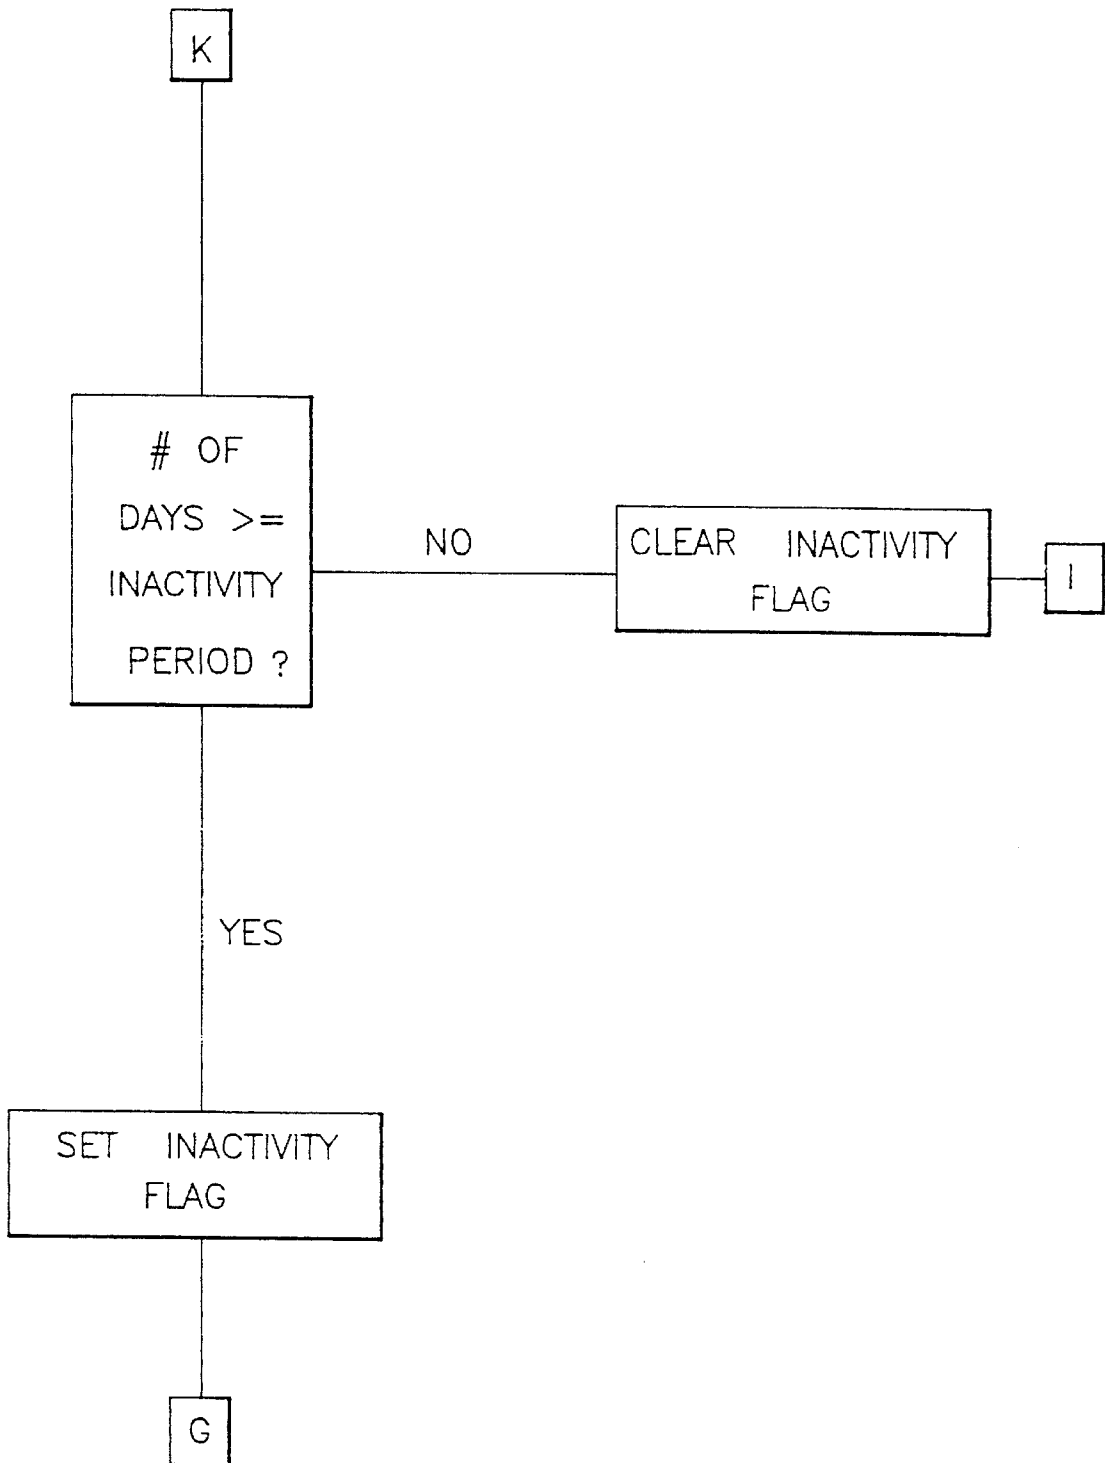 K
# OF
DAYS >=
INACTIVITY
PERIOD ?
NO
CLEAR INACTIVITY
FLAG
I
YES
SET INACTIVITY
FLAG
G